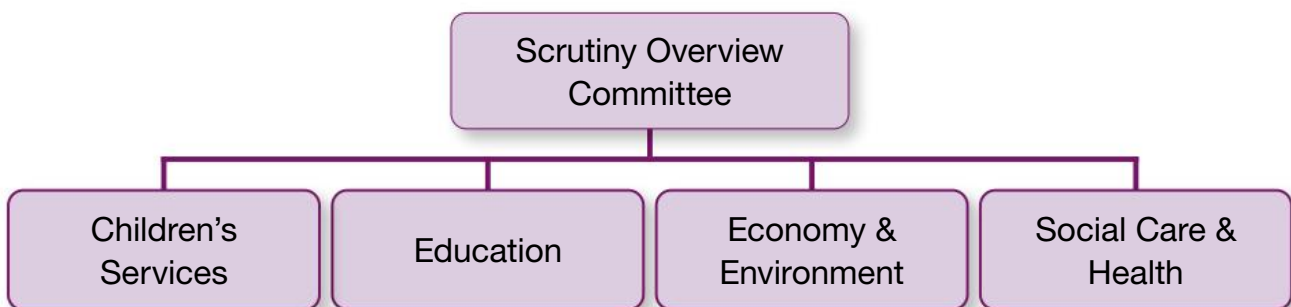 Scrutiny Overview
Committee
Children’s
Services
Education
Economy &
Environment
Social Care &
Health